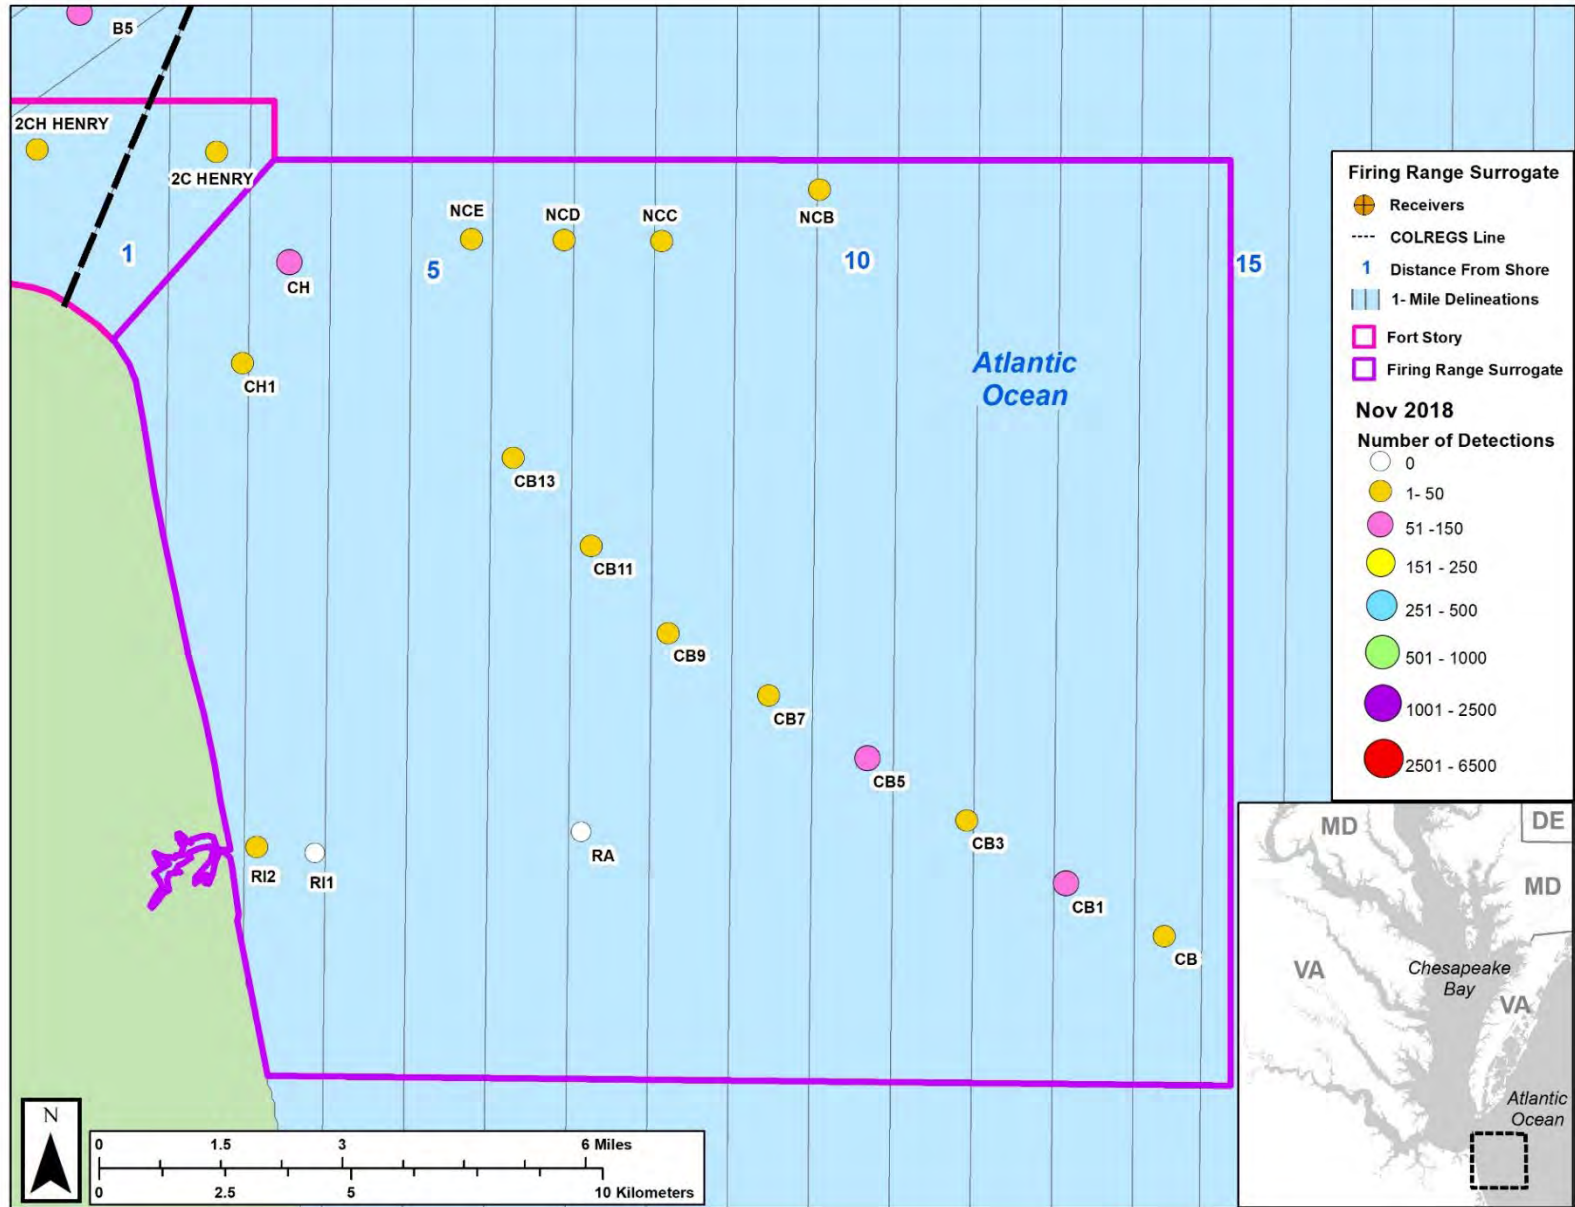 B5
2CH HENRY
2C HENRY
1
CH
CH1
NCE
NCD
NCC
NCB
5
10
15
Atlantic
Ocean
CB13
CB11
CB9
CB7
CB5
CB3
CB1
CB
RI2
RI1
RA
N
0 1.5 3 6 Miles
0 2.5 5 10 Kilometers
Firing Range Surrogate
Receivers
COLREGS Line
1 Distance From Shore
1- Mile Delineations
Fort Story
Firing Range Surrogate
Nov 2018
Number of Detections
0
1- 50
51 -150
151 - 250
251 - 500
501 - 1000
1001 - 2500
2501 - 6500
MD
DE
MD
VA
Chesapeake
Bay
VA
Atlantic
Ocean